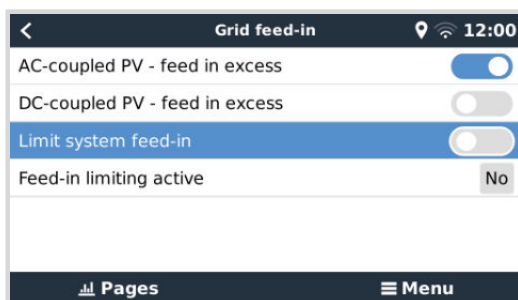 Grid feed-in 12:00
AC-coupled PV - feed in excess
DC-coupled PV - feed in excess
Limit system feed-in
Feed-in limiting active No
Pages Menu